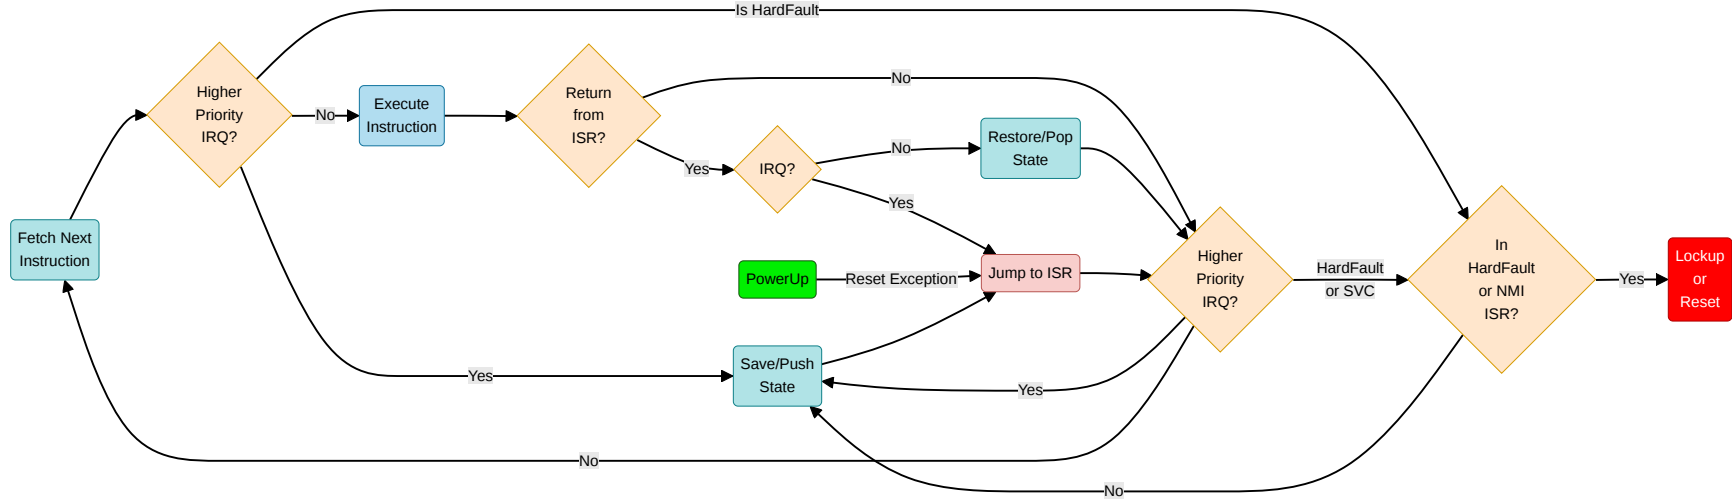 Is HardFault
Higher
Priority
IRQ?
No
Execute
Instruction
Return
from
ISR?
No
Yes
IRQ?
No
Restore/Pop
State
Yes
Fetch Next
Instruction
PowerUp
Reset Exception
Jump to ISR
Higher
Priority
IRQ?
HardFault
or SVC
In
HardFault
or NMI
ISR?
Yes
Lockup
or
Reset
Yes
Save/Push
State
Yes
No
No